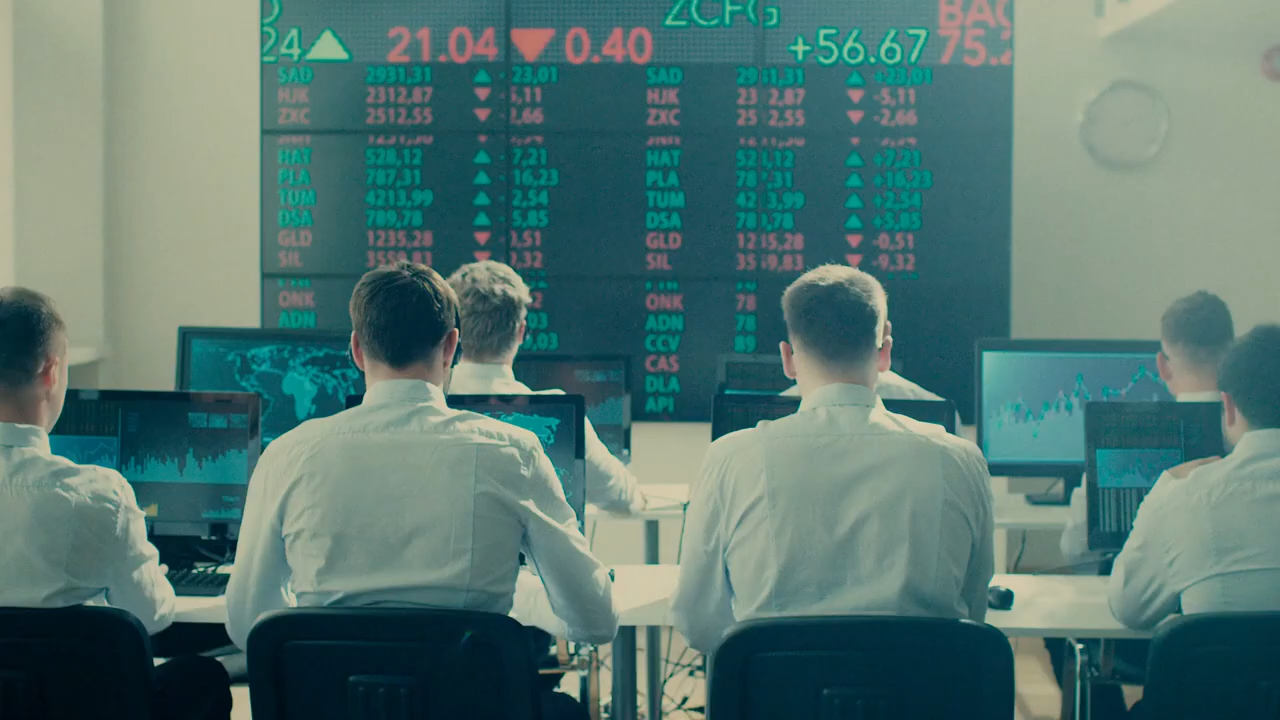 ZCFG
24 ▲ 21.04 ▼ 0.40 +56.67 75.2
SAD 2931,31 ▲ 23,01 SAD ▲ +23,01
HJK 2312,87 ▼ HJK ▼ -5,11
ZXC 2512,55 ▼ ZXC ▼ -2,66
HAT 528,12 ▲ 7,21 HAT ▲ +7,21
PLA 787,31 ▲ 16,23 PLA ▲ +16,23
TUM 4213,99 ▲ 2,54 TUM ▲ +2,54
DSA 789,78 ▲ 5,85 DSA ▲ +5,85
GLD 1235,28 ▼ GLD ▼ -0,51
SIL ▼ SIL ▼ -9,32
ONK ONK 78
ADN ADN 78
CCV 89
CAS
DLA
API